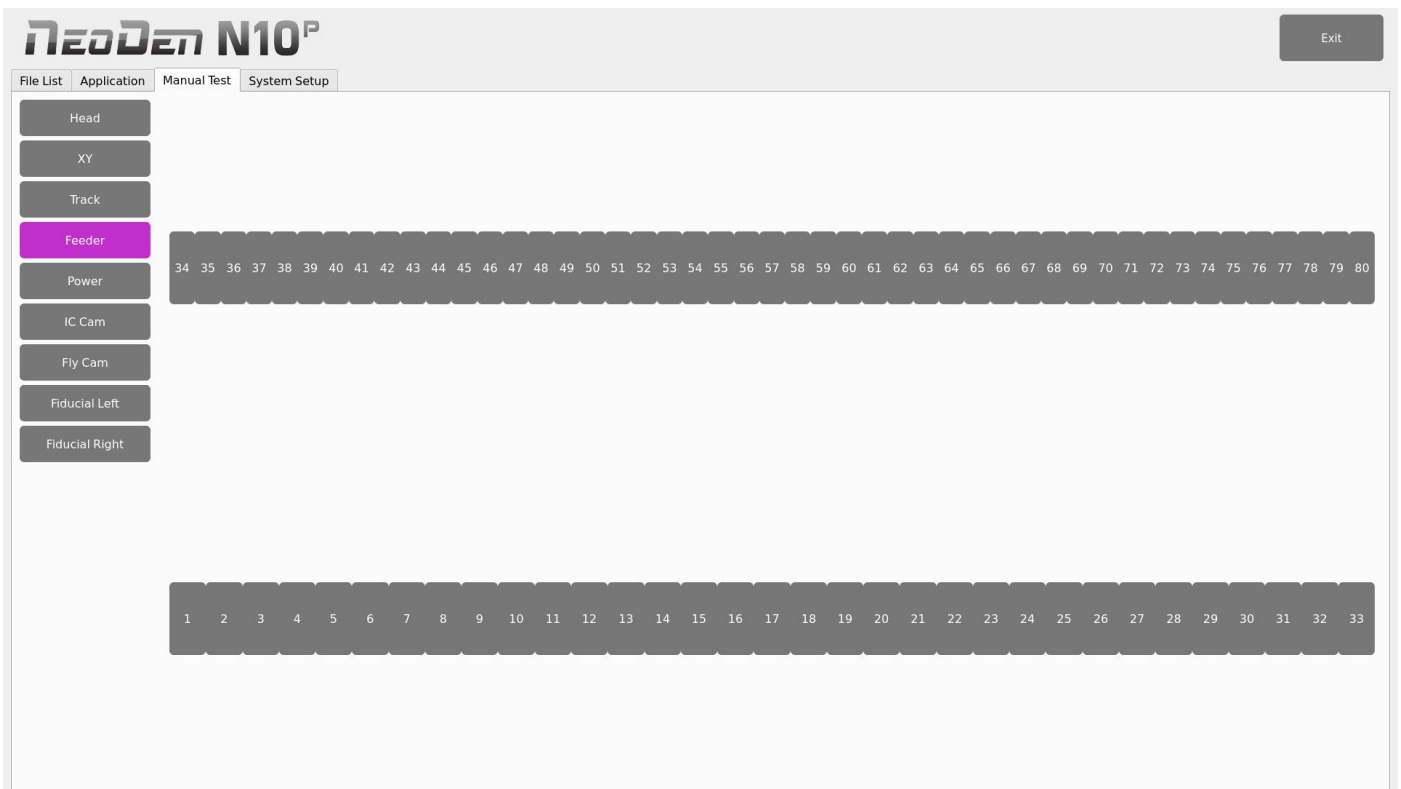 NEODEN N10P
Exit
File List Application Manual Test System Setup
Head
XY
Track
Feeder
34 35 36 37 38 39 40 41 42 43 44 45 46 47 48 49 50 51 52 53 54 55 56 57 58 59 60 61 62 63 64 65 66 67 68 69 70 71 72 73 74 75 76 77 78 79 80
Power
IC Cam
Fly Cam
Fiducial Left
Fiducial Right
1 2 3 4 5 6 7 8 9 10 11 12 13 14 15 16 17 18 19 20 21 22 23 24 25 26 27 28 29 30 31 32 33